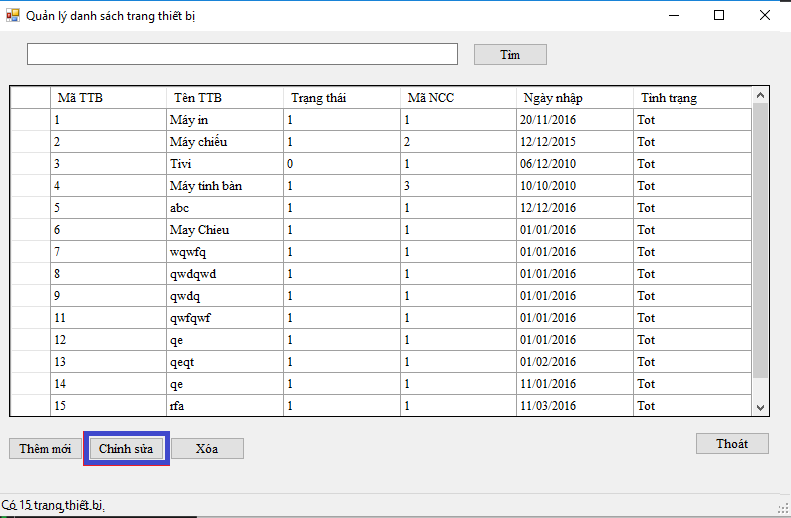 Quản lý danh sách trang thiết bị
Tìm
Mã TTB Tên TTB Trạng thái Mã NCC Ngày nhập Tình trạng
1 Máy in 1 1 20/11/2016 Tot
2 Máy chiếu 1 2 12/12/2015 Tot
3 Tivi 0 1 06/12/2010 Tot
4 Máy tính bàn 1 3 10/10/2010 Tot
5 abc 1 1 12/12/2016 Tot
6 May Chieu 1 1 01/01/2016 Tot
7 wqwfq 1 1 01/01/2016 Tot
8 qwdqwd 1 1 01/01/2016 Tot
9 qwdq 1 1 01/01/2016 Tot
11 qwfqwf 1 1 01/01/2016 Tot
12 qe 1 1 01/01/2016 Tot
13 qeqt 1 1 01/02/2016 Tot
14 qe 1 1 11/01/2016 Tot
15 rfa 1 1 11/03/2016 Tot
Thêm mới Chỉnh sửa Xóa Thoát
Có 15 trang thiết bị